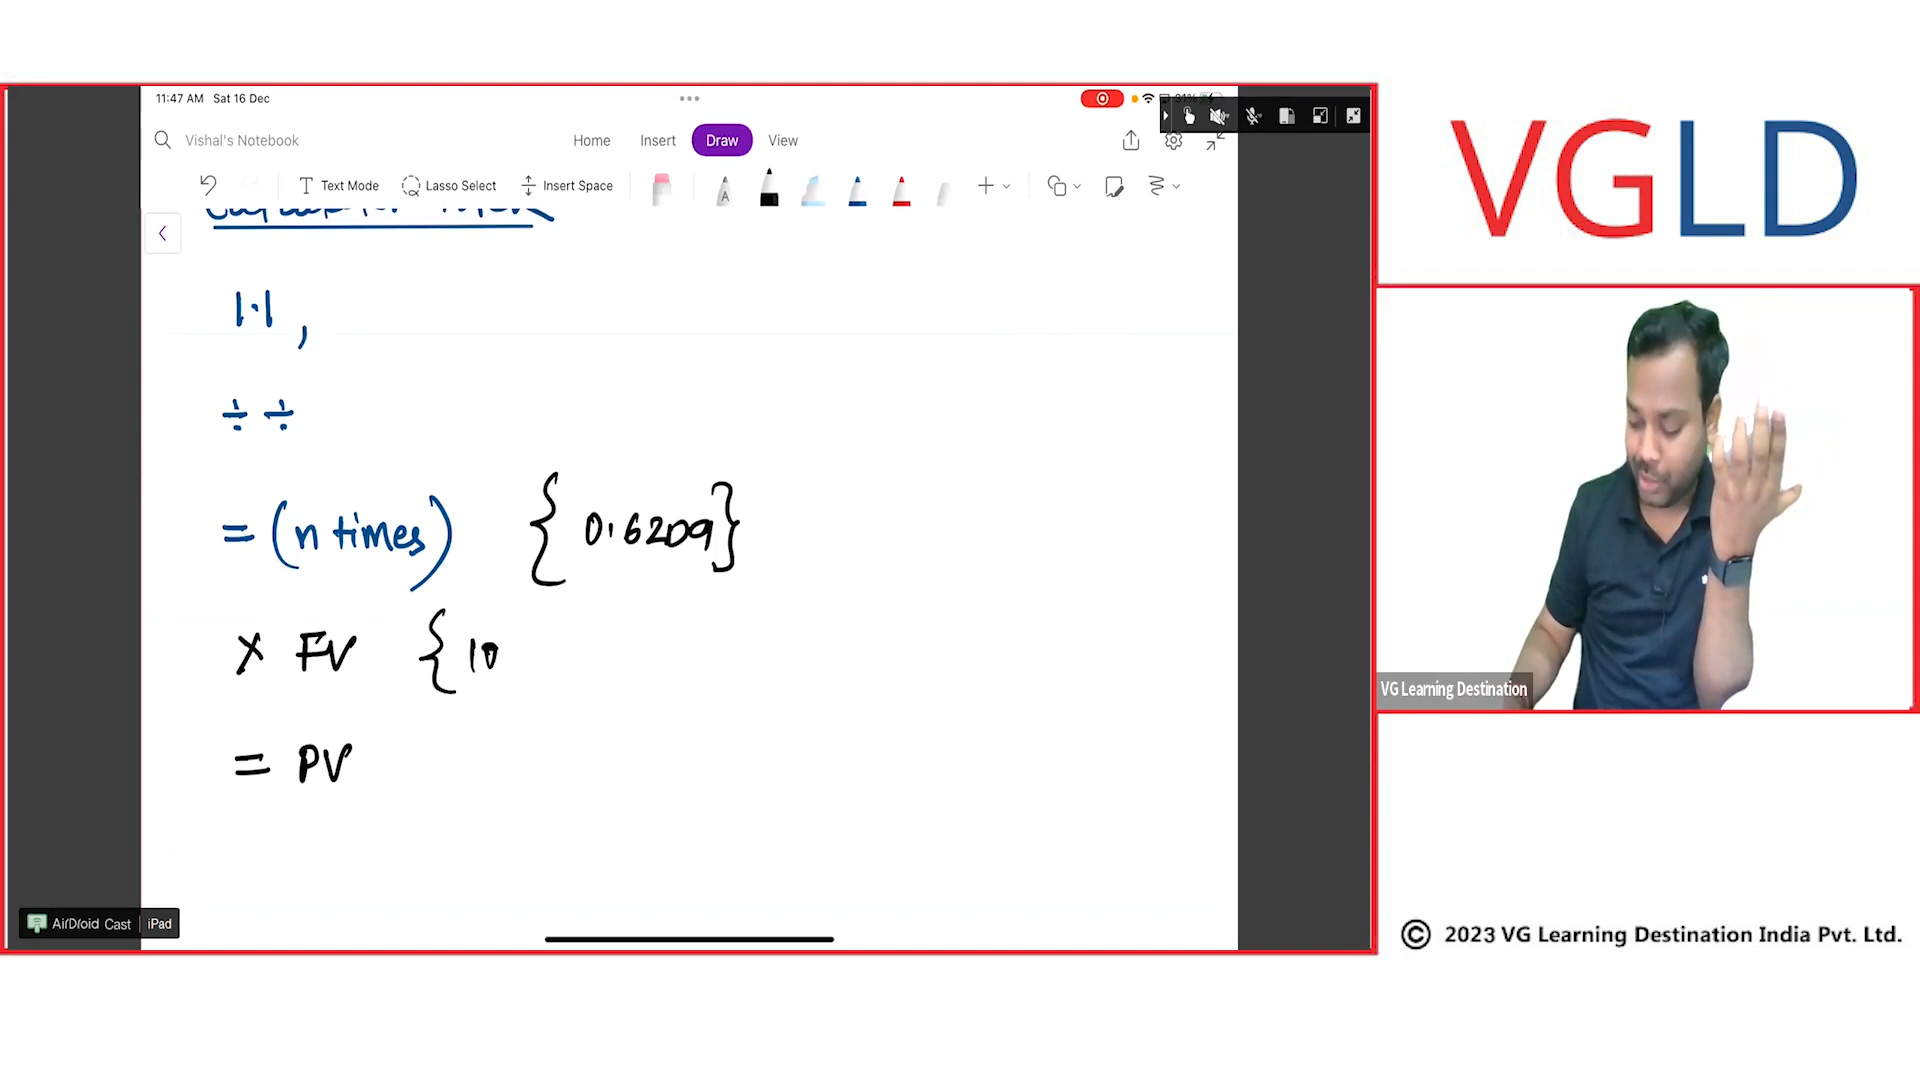 11:47 AM Sat 16 Dec
31%
Vishal's Notebook
Home Insert Draw View
Text Mode Lasso Select Insert Space
1.1 ,
÷ ÷
= (n times) { 0.6209}
X FV { 10
= PV
AirDroid Cast iPad
VGLD
VG Learning Destination
© 2023 VG Learning Destination India Pvt. Ltd.